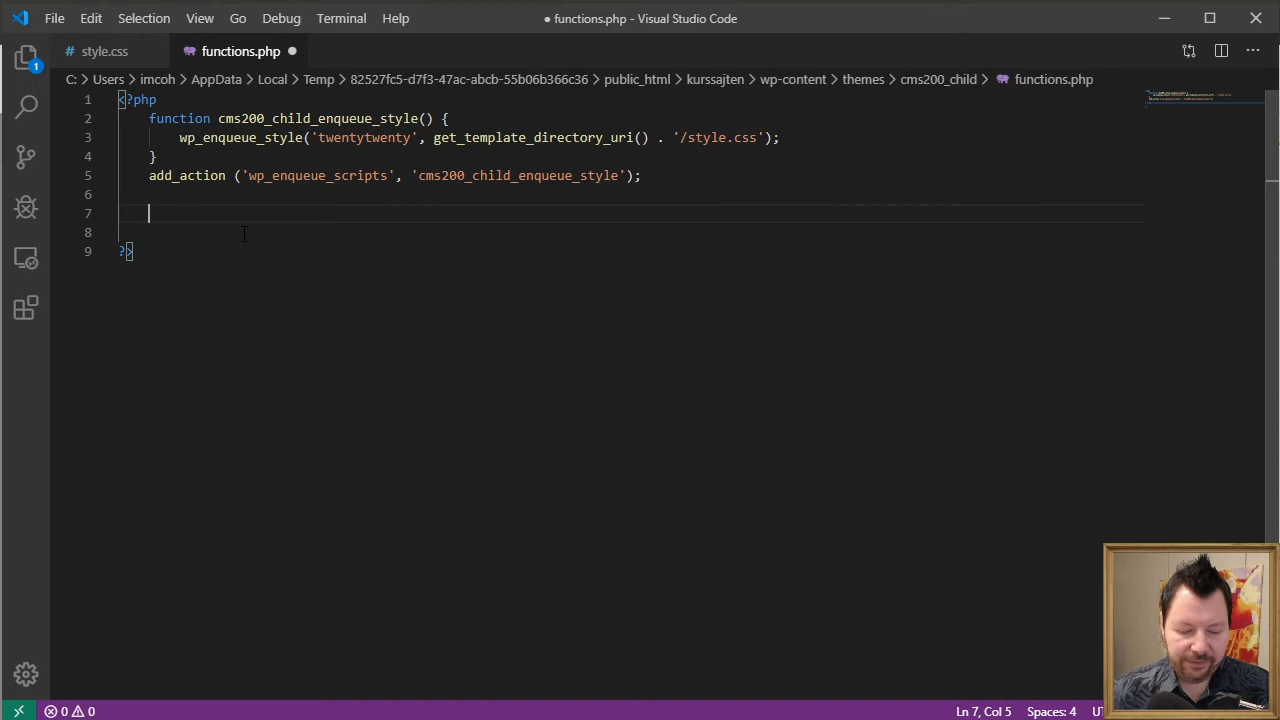 File Edit Selection View Go Debug Terminal Help ● functions.php - Visual Studio Code
# style.css functions.php ●
1
C: > Users > imcoh > AppData > Local > Temp > 82527fc5-d7f3-47ac-abcb-55b06b366c36 > public_html > kurssajten > wp-content > themes > cms200_child > functions.php
1 <?php
2 function cms200_child_enqueue_style() {
3 wp_enqueue_style('twentytwenty', get_template_directory_uri() . '/style.css');
4 }
5 add_action ('wp_enqueue_scripts', 'cms200_child_enqueue_style');
6
7
8
9 ?>
0 0 Ln 7, Col 5 Spaces: 4